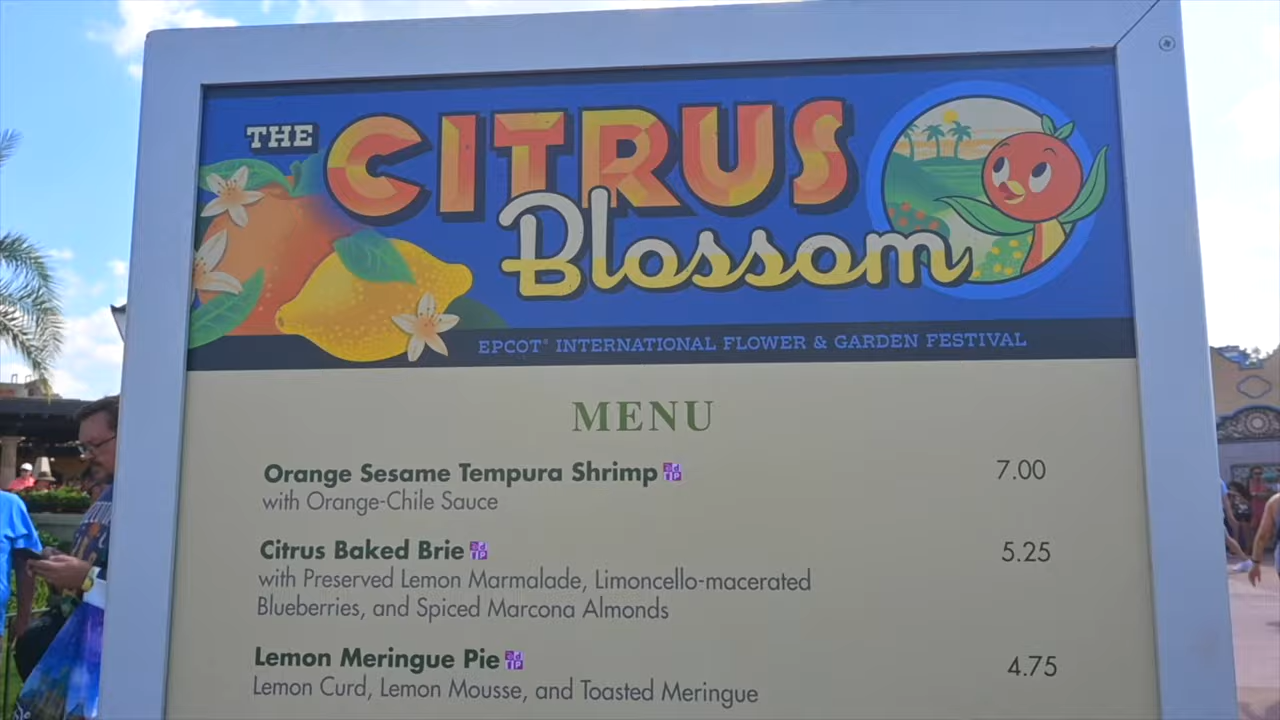 THE CITRUS
Blossom
EPCOT® INTERNATIONAL FLOWER & GARDEN FESTIVAL
MENU
Orange Sesame Tempura Shrimp 7.00
with Orange-Chile Sauce
Citrus Baked Brie 5.25
with Preserved Lemon Marmalade, Limoncello-macerated
Blueberries, and Spiced Marcona Almonds
Lemon Meringue Pie 4.75
Lemon Curd, Lemon Mousse, and Toasted Meringue